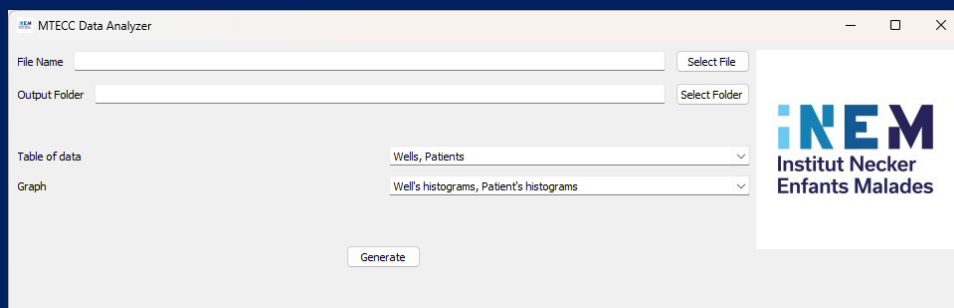 MTECC Data Analyzer
File Name
Select File
Output Folder
Select Folder
Table of data
Wells, Patients
Graph
Well's histograms, Patient's histograms
Generate
iNEM
Institut Necker
Enfants Malades